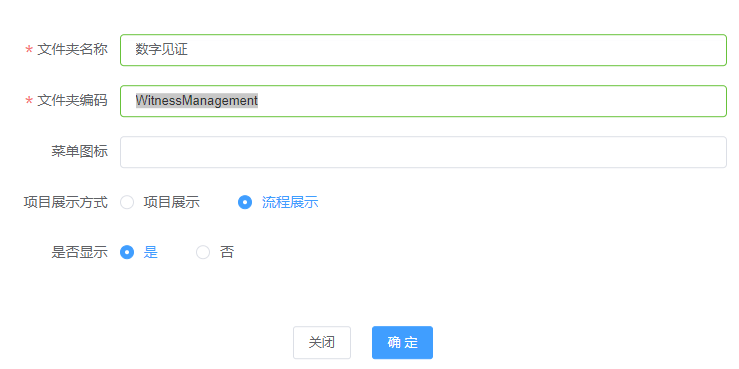 * 文件夹名称 数字见证
* 文件夹编码 WitnessManagement
菜单图标
项目展示方式 项目展示 流程展示
是否显示 是 否
关闭 确 定